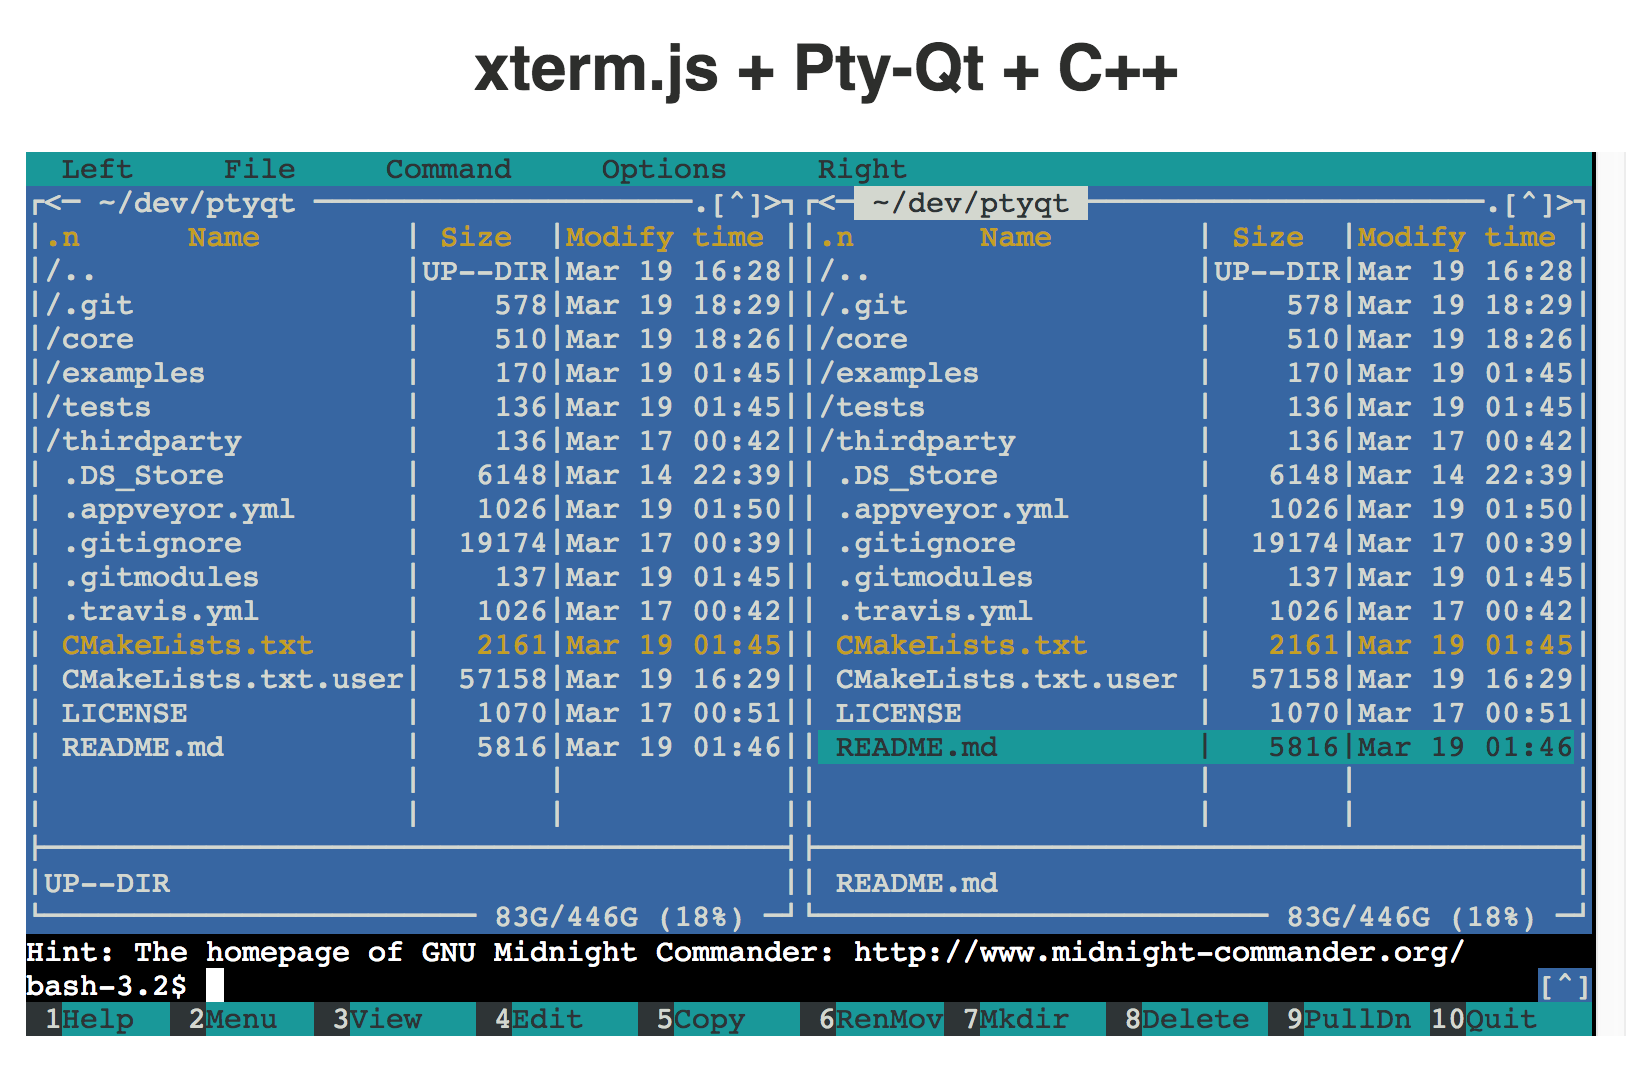 xterm.js + Pty-Qt + C++
Left File Command Options Right
<─ ~/dev/ptyqt ─.[^]> <─ ~/dev/ptyqt ─.[^]>
.n Name | Size |Modify time | .n Name | Size |Modify time
/.. |UP--DIR|Mar 19 16:28| /.. |UP--DIR|Mar 19 16:28
/.git | 578|Mar 19 18:29| /.git | 578|Mar 19 18:29
/core | 510|Mar 19 18:26| /core | 510|Mar 19 18:26
/examples | 170|Mar 19 01:45| /examples | 170|Mar 19 01:45
/tests | 136|Mar 19 01:45| /tests | 136|Mar 19 01:45
/thirdparty | 136|Mar 17 00:42| /thirdparty | 136|Mar 17 00:42
.DS_Store | 6148|Mar 14 22:39| .DS_Store | 6148|Mar 14 22:39
.appveyor.yml | 1026|Mar 19 01:50| .appveyor.yml | 1026|Mar 19 01:50
.gitignore | 19174|Mar 17 00:39| .gitignore | 19174|Mar 17 00:39
.gitmodules | 137|Mar 19 01:45| .gitmodules | 137|Mar 19 01:45
.travis.yml | 1026|Mar 17 00:42| .travis.yml | 1026|Mar 17 00:42
CMakeLists.txt | 2161|Mar 19 01:45| CMakeLists.txt | 2161|Mar 19 01:45
CMakeLists.txt.user| 57158|Mar 19 16:29| CMakeLists.txt.user | 57158|Mar 19 16:29
LICENSE | 1070|Mar 17 00:51| LICENSE | 1070|Mar 17 00:51
README.md | 5816|Mar 19 01:46| README.md | 5816|Mar 19 01:46
UP--DIR README.md
83G/446G (18%) 83G/446G (18%)
Hint: The homepage of GNU Midnight Commander: http://www.midnight-commander.org/
bash-3.2$ [^]
1Help 2Menu 3View 4Edit 5Copy 6RenMov 7Mkdir 8Delete 9PullDn 10Quit